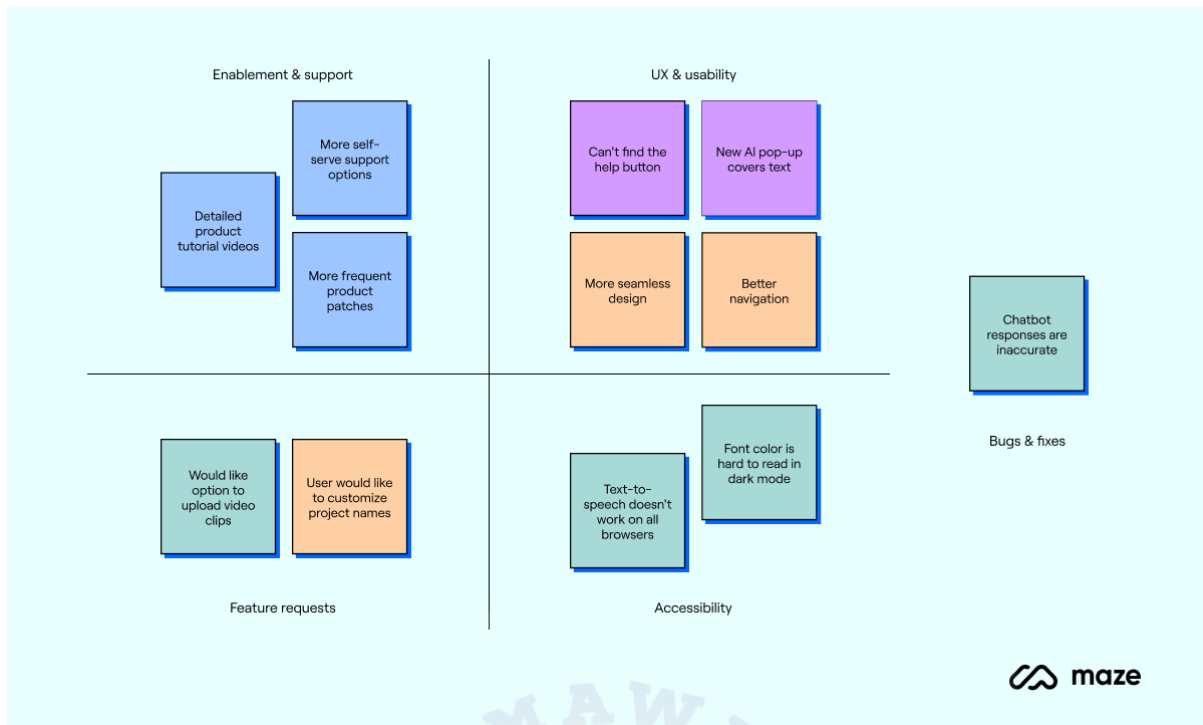 Enablement & support
More self-
serve support
options
Detailed
product
tutorial videos
More frequent
product
patches
UX & usability
Can't find the
help button
New AI pop-up
covers text
More seamless
design
Better
navigation
Chatbot
responses are
inaccurate
Bugs & fixes
Would like
option to
upload video
clips
User would like
to customize
project names
Feature requests
Text-to-
speech doesn't
work on all
browsers
Font color is
hard to read in
dark mode
Accessibility
maze
MAW